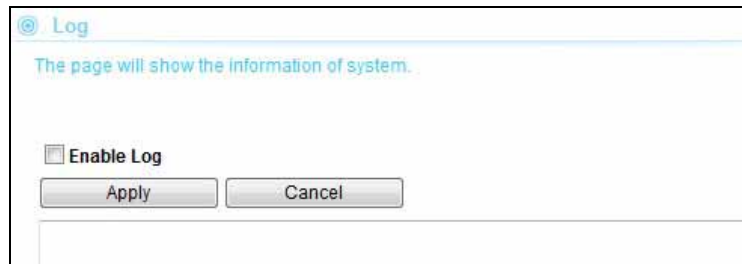 Log
The page will show the information of system.
Enable Log
Apply Cancel